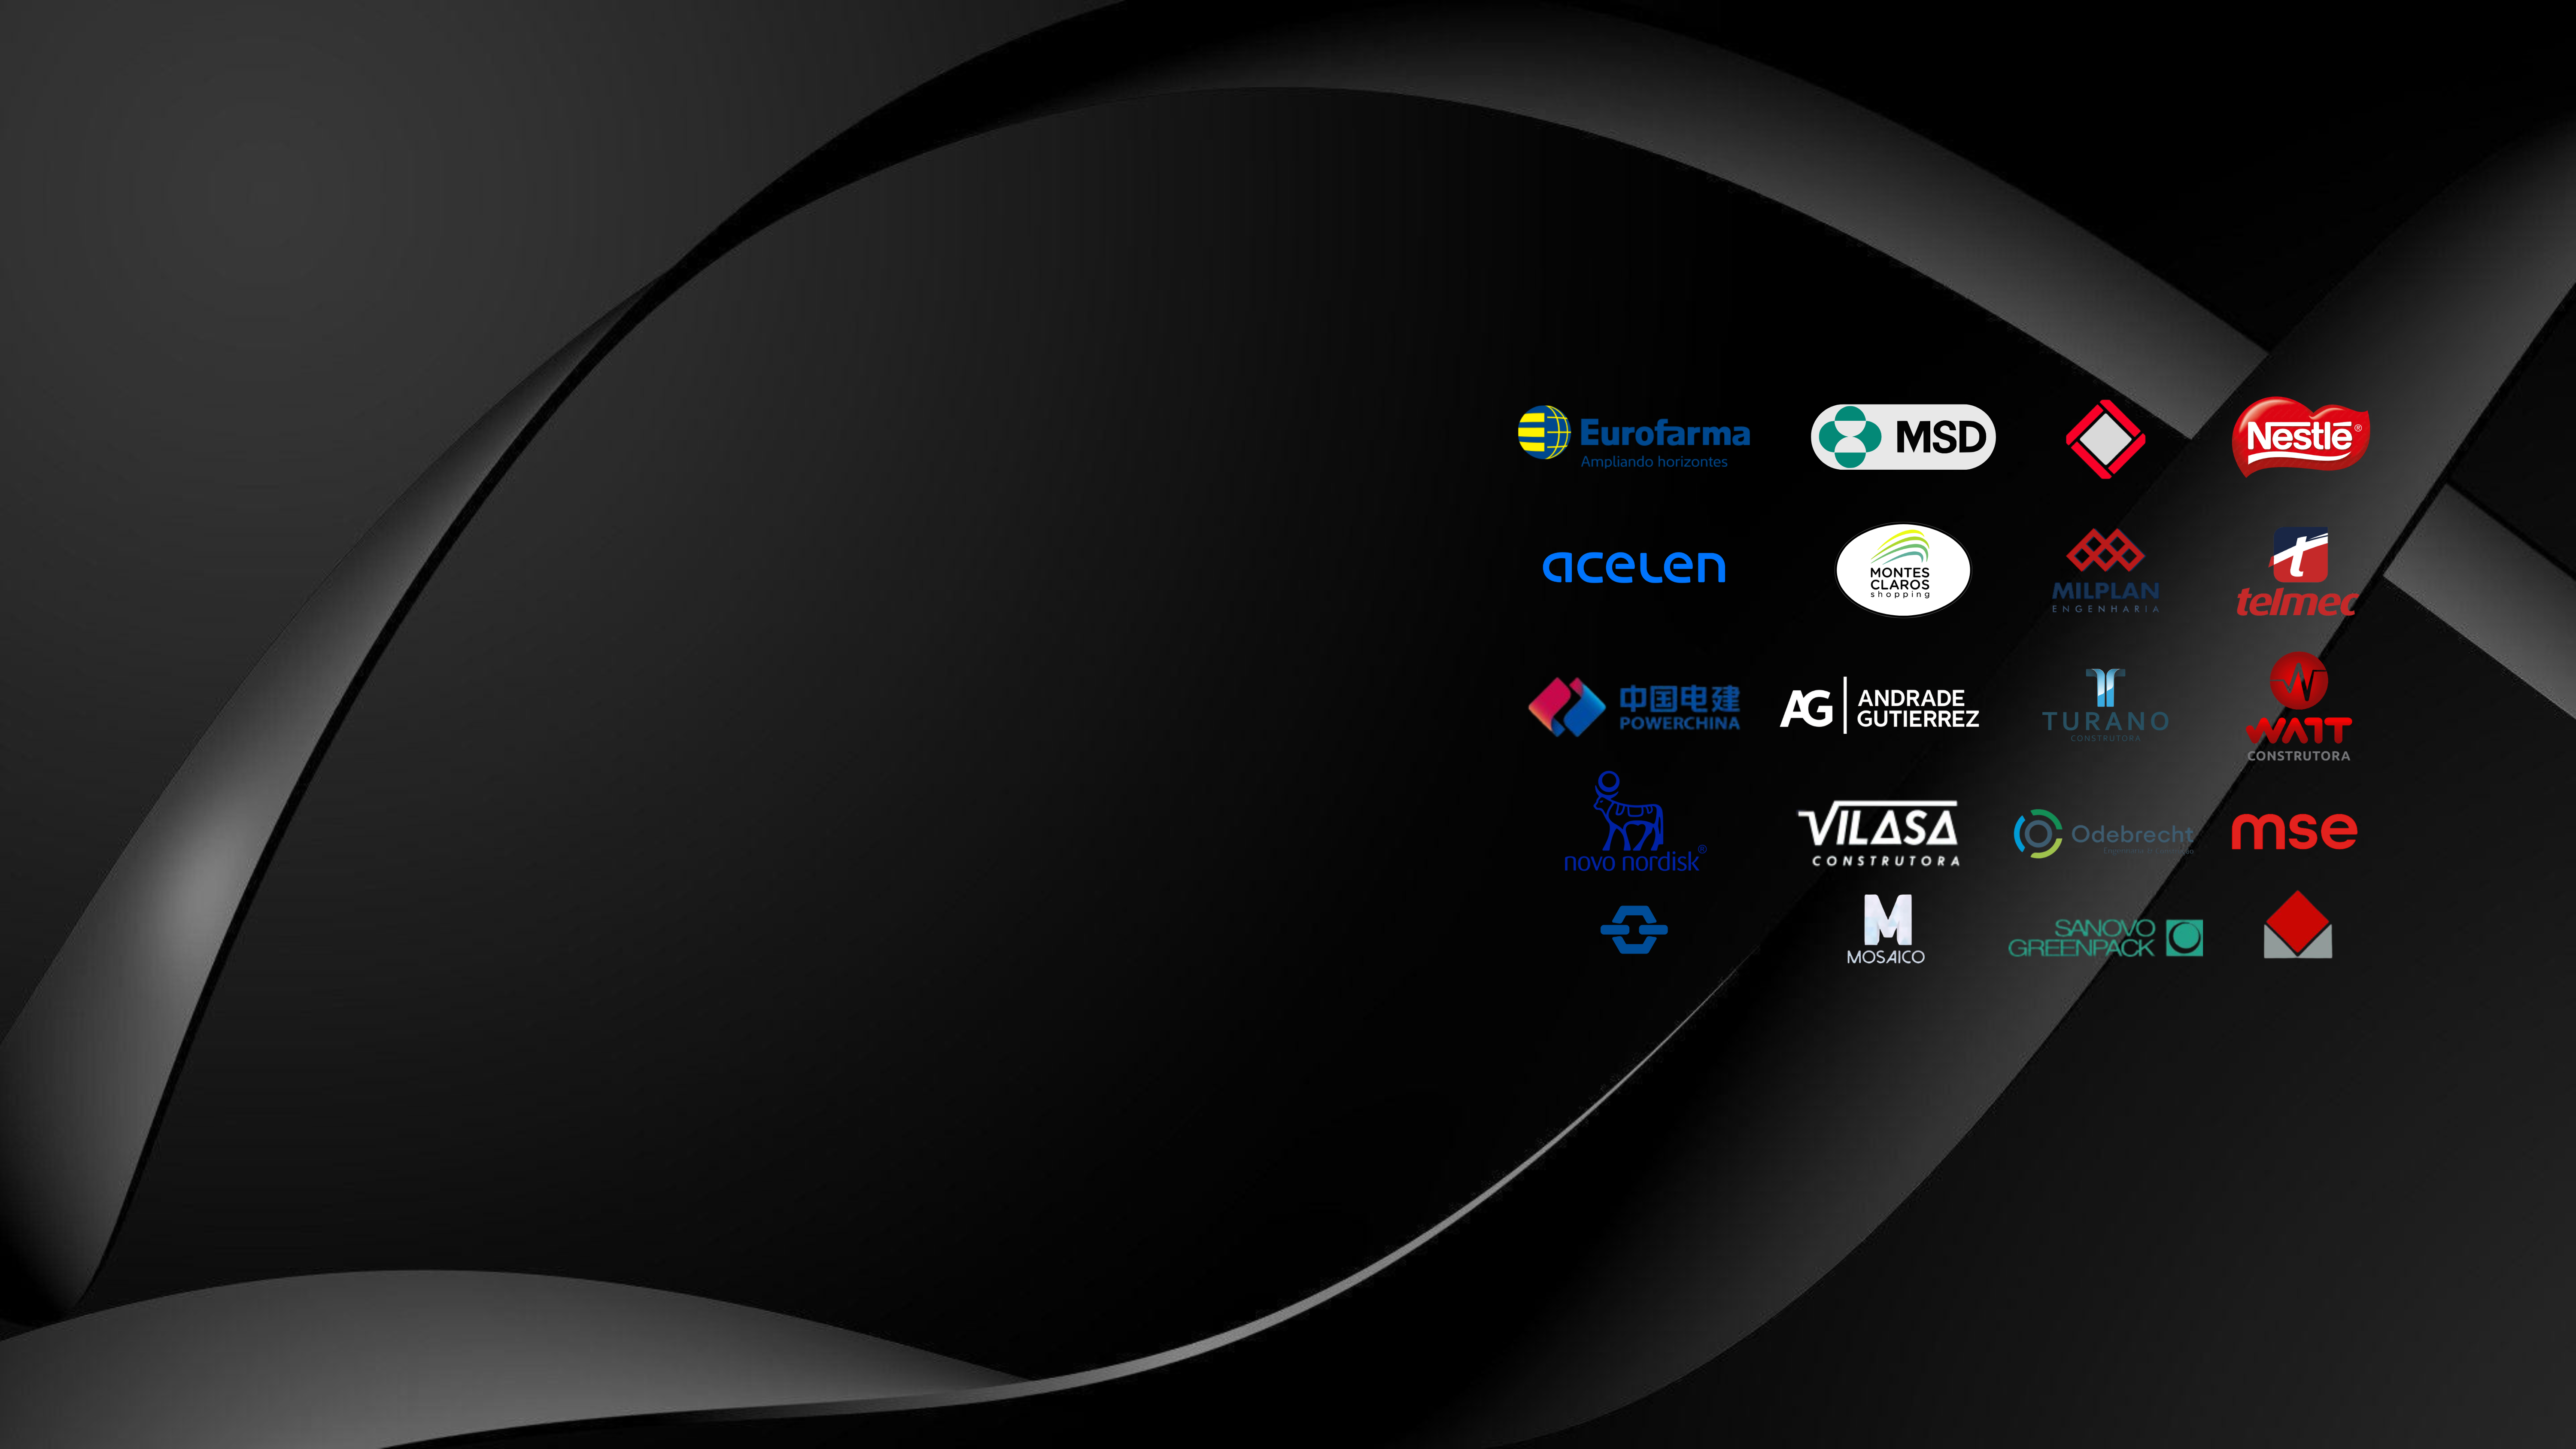 Eurofarma
Ampliando horizontes
MSD
Nestlé®
acelen
MONTES
CLAROS
shopping
MILPLAN
ENGENHARIA
t
telmec
中国电建
POWERCHINA
AG
ANDRADE
GUTIERREZ
TURANO
CONSTRUTORA
WATT
CONSTRUTORA
novo nordisk®
VILASA
CONSTRUTORA
Odebrecht
mse
M
MOSAICO
SANOVO
GREENPACK